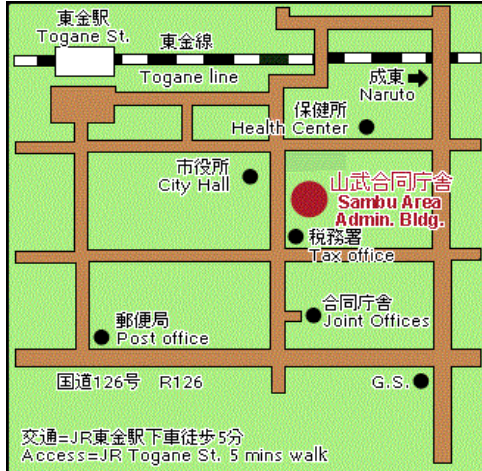 東金駅
Togane St.
東金線
Togane line
成東
Naruto
保健所
Health Center
市役所
City Hall
山武合同庁舎
Sambu Area
Admin. Bldg.
税務署
Tax office
合同庁舎
Joint Offices
郵便局
Post office
国道126号 R126
G.S.
交通=JR東金駅下車徒歩5分
Access=JR Togane St. 5 mins walk